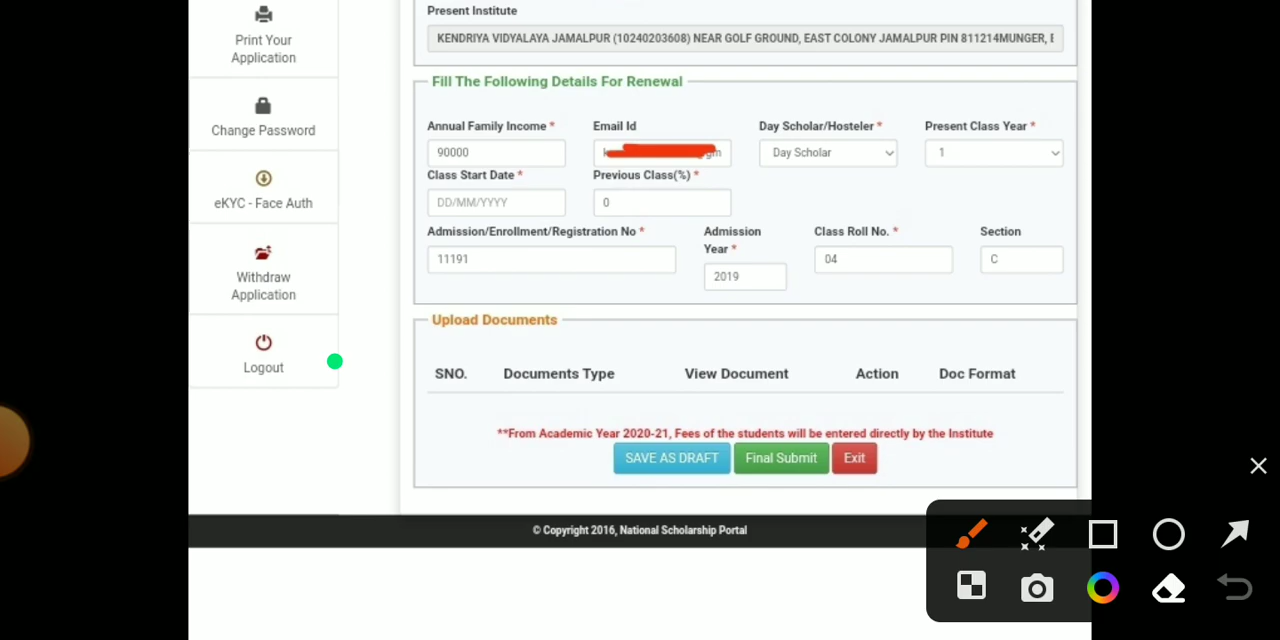 Present Institute
KENDRIYA VIDYALAYA JAMALPUR (10240203608) NEAR GOLF GROUND, EAST COLONY JAMALPUR PIN 811214MUNGER,
Print Your
Application
Change Password
eKYC - Face Auth
Withdraw
Application
Logout
Fill The Following Details For Renewal
Annual Family Income * Email Id Day Scholar/Hosteler * Present Class Year *
90000 Day Scholar 1
Class Start Date * Previous Class(%) *
DD/MM/YYYY 0
Admission/Enrollment/Registration No * Admission Year * Class Roll No. * Section
11191 2019 04 C
Upload Documents
SNO. Documents Type View Document Action Doc Format
**From Academic Year 2020-21, Fees of the students will be entered directly by the Institute
SAVE AS DRAFT Final Submit Exit
© Copyright 2016, National Scholarship Portal